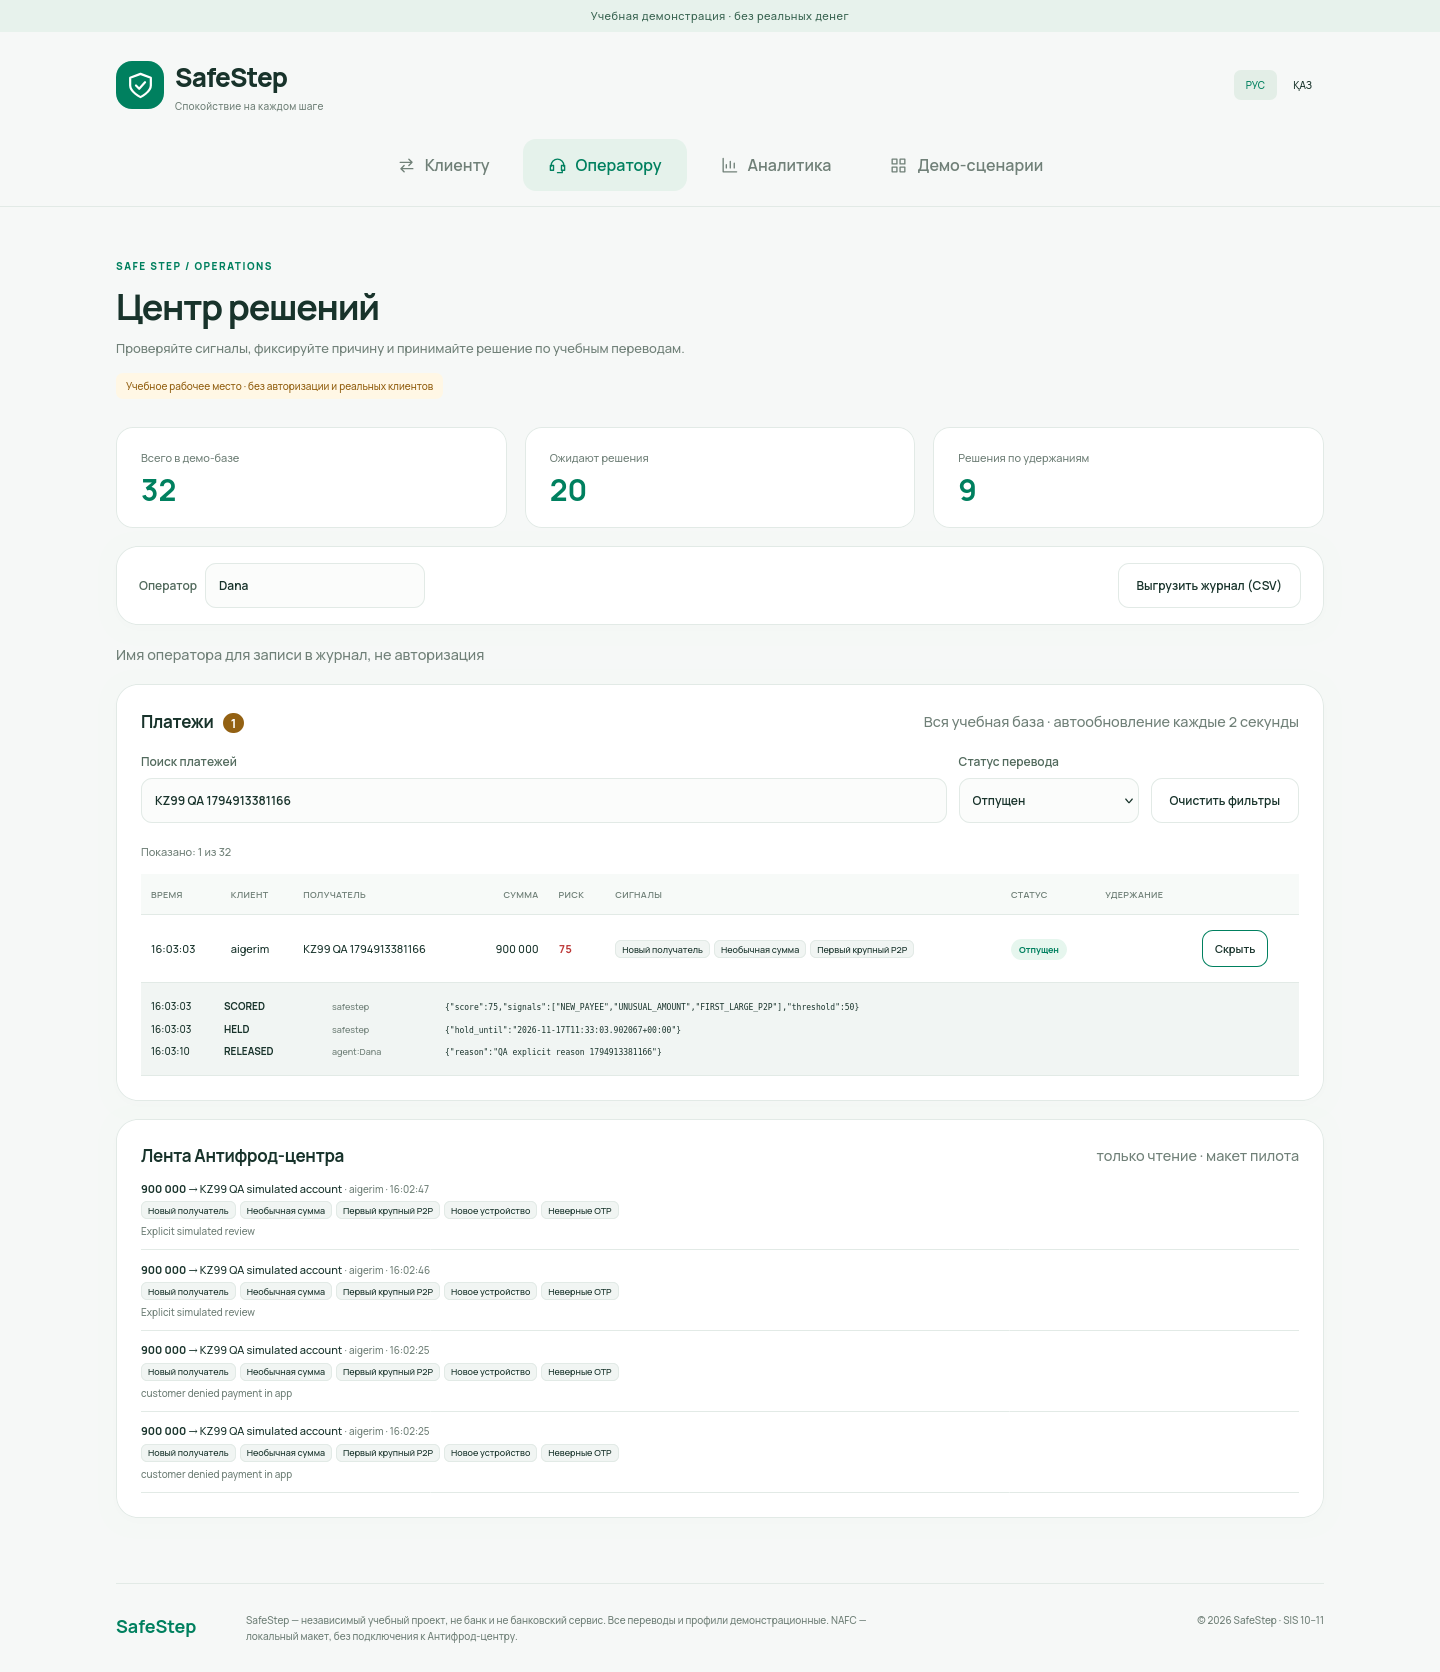 Учебная демонстрация · без реальных денег
SafeStep
Спокойствие на каждом шаге
РУС ҚАЗ
Клиенту Оператору Аналитика Демо-сценарии
SAFE STEP / OPERATIONS
Центр решений
Проверяйте сигналы, фиксируйте причину и принимайте решение по учебным переводам.
Учебное рабочее место · без авторизации и реальных клиентов
Всего в демо-базе
32
Ожидают решения
20
Решения по удержаниям
9
Оператор Dana Выгрузить журнал (CSV)
Имя оператора для записи в журнал, не авторизация
Платежи 1 Вся учебная база · автообновление каждые 2 секунды
Поиск платежей Статус перевода
KZ99 QA 1794913381166 Отпущен Очистить фильтры
Показано: 1 из 32
ВРЕМЯ КЛИЕНТ ПОЛУЧАТЕЛЬ СУММА РИСК СИГНАЛЫ СТАТУС УДЕРЖАНИЕ
16:03:03 aigerim KZ99 QA 1794913381166 900 000 75 Новый получатель Необычная сумма Первый крупный P2P Отпущен Скрыть
16:03:03 SCORED safestep {"score":75,"signals":["NEW_PAYEE","UNUSUAL_AMOUNT","FIRST_LARGE_P2P"],"threshold":50}
16:03:03 HELD safestep {"hold_until":"2026-11-17T11:33:03.902067+00:00"}
16:03:10 RELEASED agent:Dana {"reason":"QA explicit reason 1794913381166"}
Лента Антифрод-центра только чтение · макет пилота
900 000 → KZ99 QA simulated account · aigerim · 16:02:47
Новый получатель Необычная сумма Первый крупный P2P Новое устройство Неверные OTP
Explicit simulated review
900 000 → KZ99 QA simulated account · aigerim · 16:02:46
Новый получатель Необычная сумма Первый крупный P2P Новое устройство Неверные OTP
Explicit simulated review
900 000 → KZ99 QA simulated account · aigerim · 16:02:25
Новый получатель Необычная сумма Первый крупный P2P Новое устройство Неверные OTP
customer denied payment in app
900 000 → KZ99 QA simulated account · aigerim · 16:02:25
Новый получатель Необычная сумма Первый крупный P2P Новое устройство Неверные OTP
customer denied payment in app
SafeStep
SafeStep — независимый учебный проект, не банк и не банковский сервис. Все переводы и профили демонстрационные. NAFC —
локальный макет, без подключения к Антифрод-центру.
© 2026 SafeStep · SIS 10–11